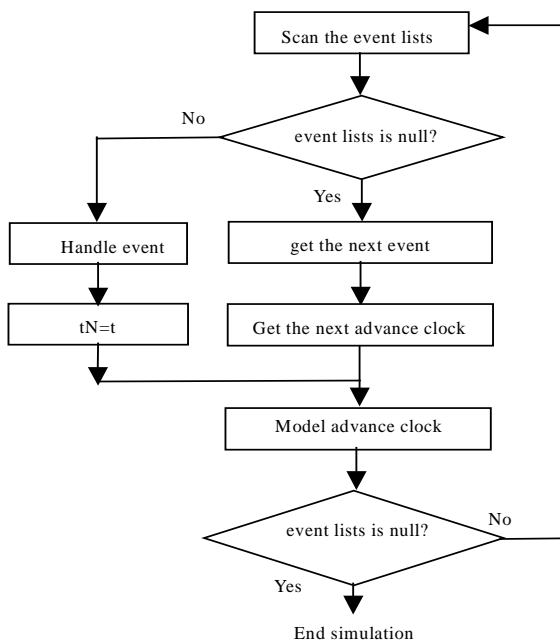 Scan the event lists
event lists is null?
No
Yes
Handle event
get the next event
tN=t
Get the next advance clock
Model advance clock
event lists is null?
No
Yes
End simulation